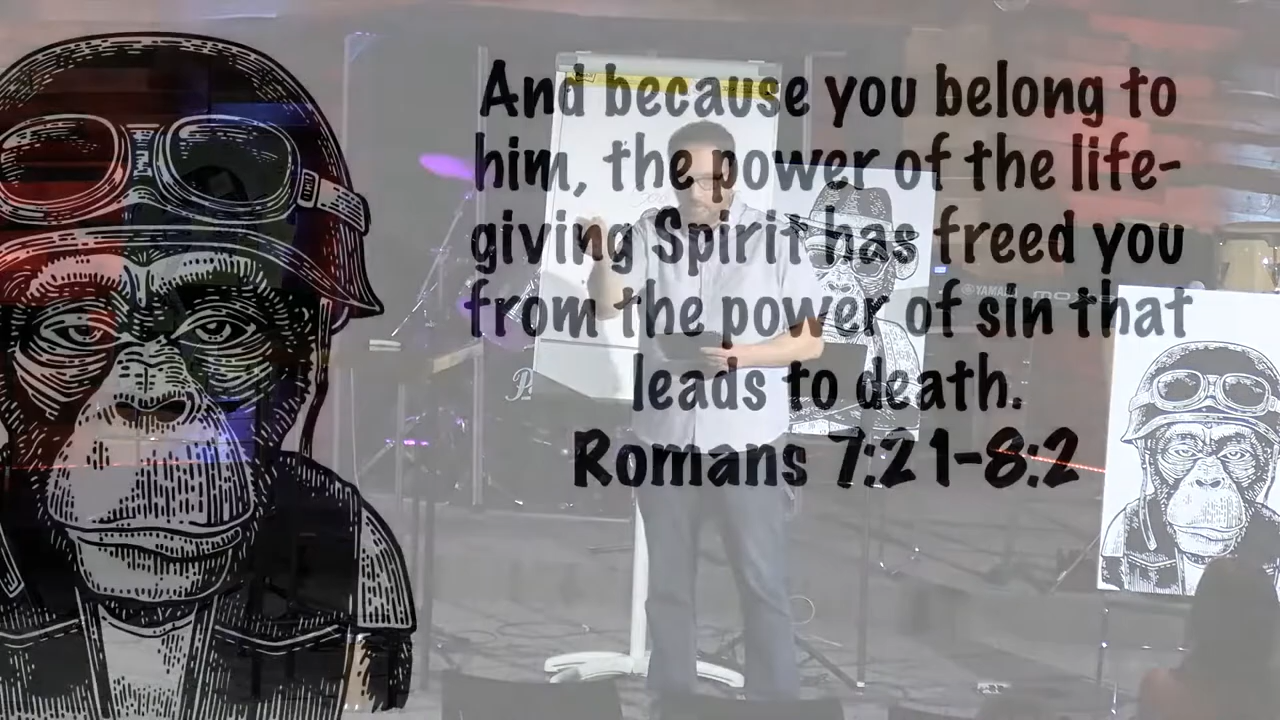 And because you belong to
him, the power of the life-
giving Spirit has freed you
from the power of sin that
leads to death.
Romans 7:21-8:2
YAMAHA